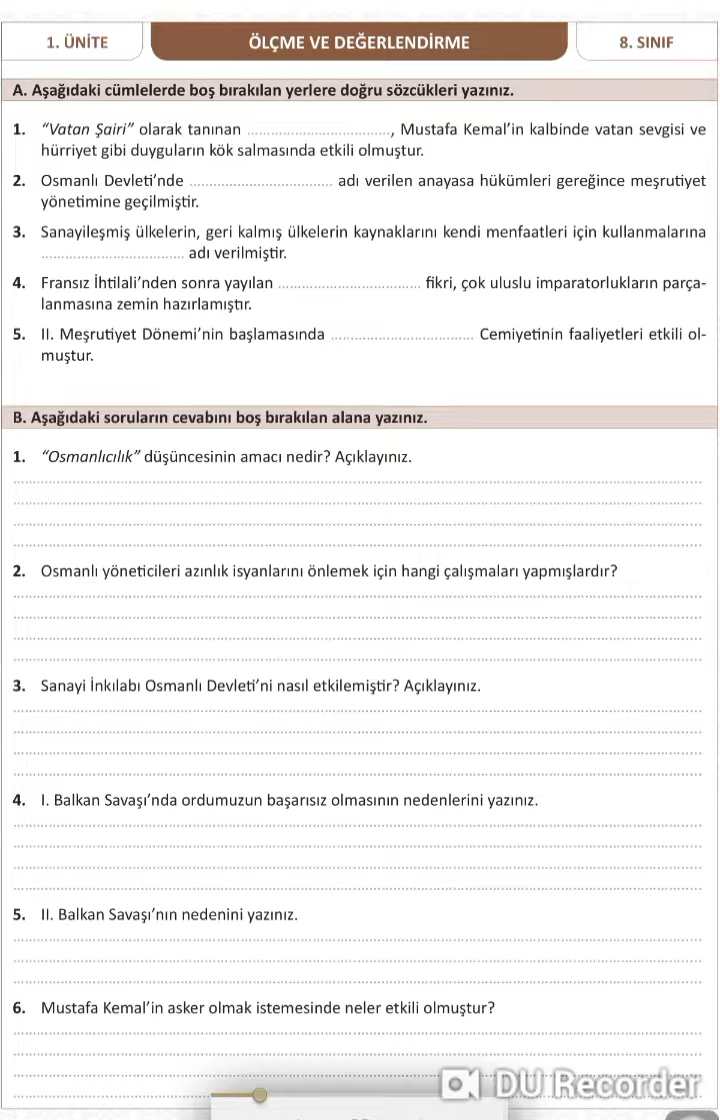 1. ÜNİTE
ÖLÇME VE DEĞERLENDİRME
8. SINIF
A. Aşağıdaki cümlelerde boş bırakılan yerlere doğru sözcükleri yazınız.
1. “Vatan Şairi” olarak tanınan ...................................., Mustafa Kemal’in kalbinde vatan sevgisi ve
hürriyet gibi duyguların kök salmasında etkili olmuştur.
2. Osmanlı Devleti’nde .................................... adı verilen anayasa hükümleri gereğince meşrutiyet
yönetimine geçilmiştir.
3. Sanayileşmiş ülkelerin, geri kalmış ülkelerin kaynaklarını kendi menfaatleri için kullanmalarına
.................................... adı verilmiştir.
4. Fransız İhtilali’nden sonra yayılan .................................... fikri, çok uluslu imparatorlukların parça-
lanmasına zemin hazırlamıştır.
5. II. Meşrutiyet Dönemi’nin başlamasında .................................... Cemiyetinin faaliyetleri etkili ol-
muştur.
B. Aşağıdaki soruların cevabını boş bırakılan alana yazınız.
1. “Osmanlıcılık” düşüncesinin amacı nedir? Açıklayınız.
2. Osmanlı yöneticileri azınlık isyanlarını önlemek için hangi çalışmaları yapmışlardır?
3. Sanayi İnkılabı Osmanlı Devleti’ni nasıl etkilemiştir? Açıklayınız.
4. I. Balkan Savaşı’nda ordumuzun başarısız olmasının nedenlerini yazınız.
5. II. Balkan Savaşı’nın nedenini yazınız.
6. Mustafa Kemal’in asker olmak istemesinde neler etkili olmuştur?
DU Recorder